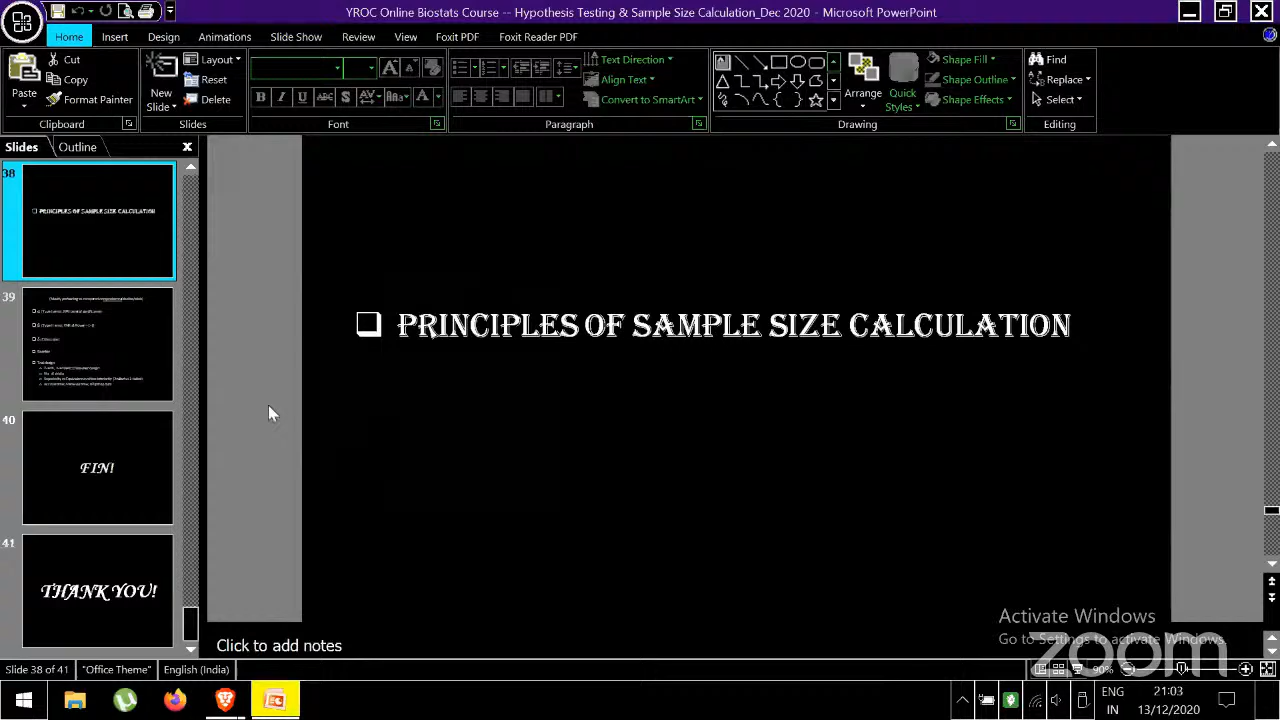 YROC Online Biostats Course -- Hypothesis Testing & Sample Size Calculation_Dec 2020 - Microsoft PowerPoint
Home Insert Design Animations Slide Show Review View Foxit PDF Foxit Reader PDF
Paste Cut Copy Format Painter
Clipboard
New Slide Layout Reset Delete
Slides
B I U ABC S AV Aa A
Font
Text Direction
Align Text
Convert to SmartArt
Paragraph
Arrange Quick Styles Shape Fill Shape Outline Shape Effects
Drawing
Find
Replace
Select
Editing
Slides Outline
38
PRINCIPLES OF SAMPLE SIZE CALCULATION
39
40
FIN!
41
THANK YOU!
PRINCIPLES OF SAMPLE SIZE CALCULATION
Click to add notes
Activate Windows
Go to Settings to activate Windows.
zoom
Slide 38 of 41 "Office Theme" English (India) 90%
ENG
IN
21:03
13/12/2020